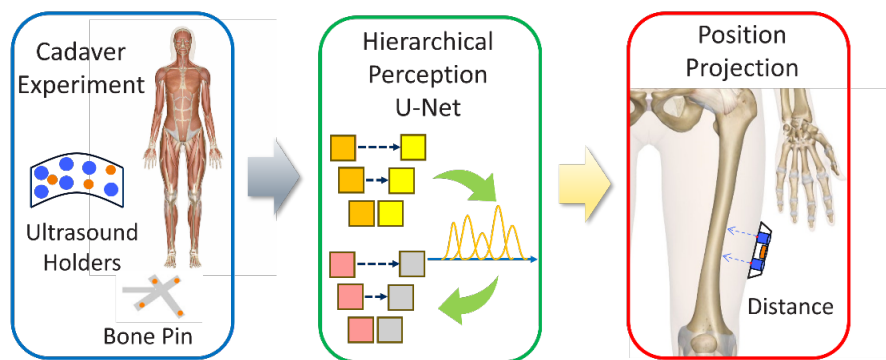 Cadaver
Experiment
Ultrasound
Holders
Bone Pin
Hierarchical
Perception
U-Net
Position
Projection
Distance